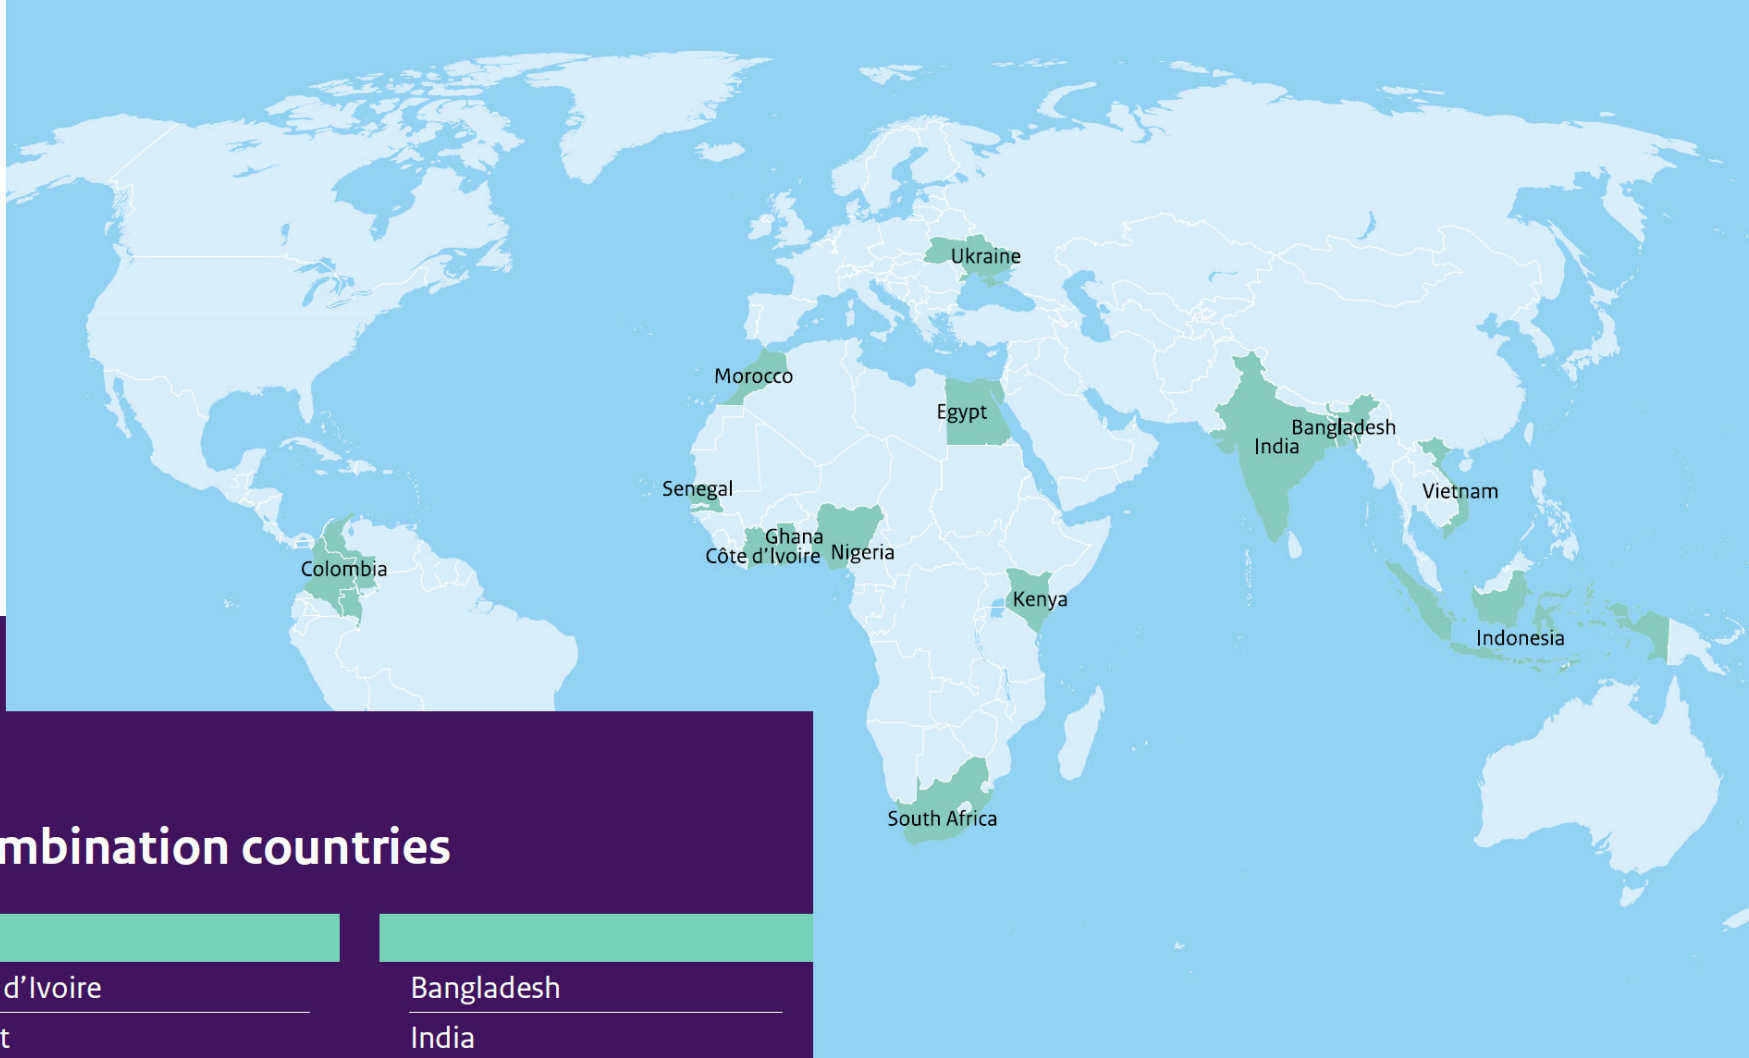 Ukraine
Morocco
Egypt
Bangladesh
India
Senegal
Vietnam
Ghana
Côte d’Ivoire
Nigeria
Colombia
Kenya
Indonesia
South Africa
mbination countries
d’Ivoire
Bangladesh
t
India